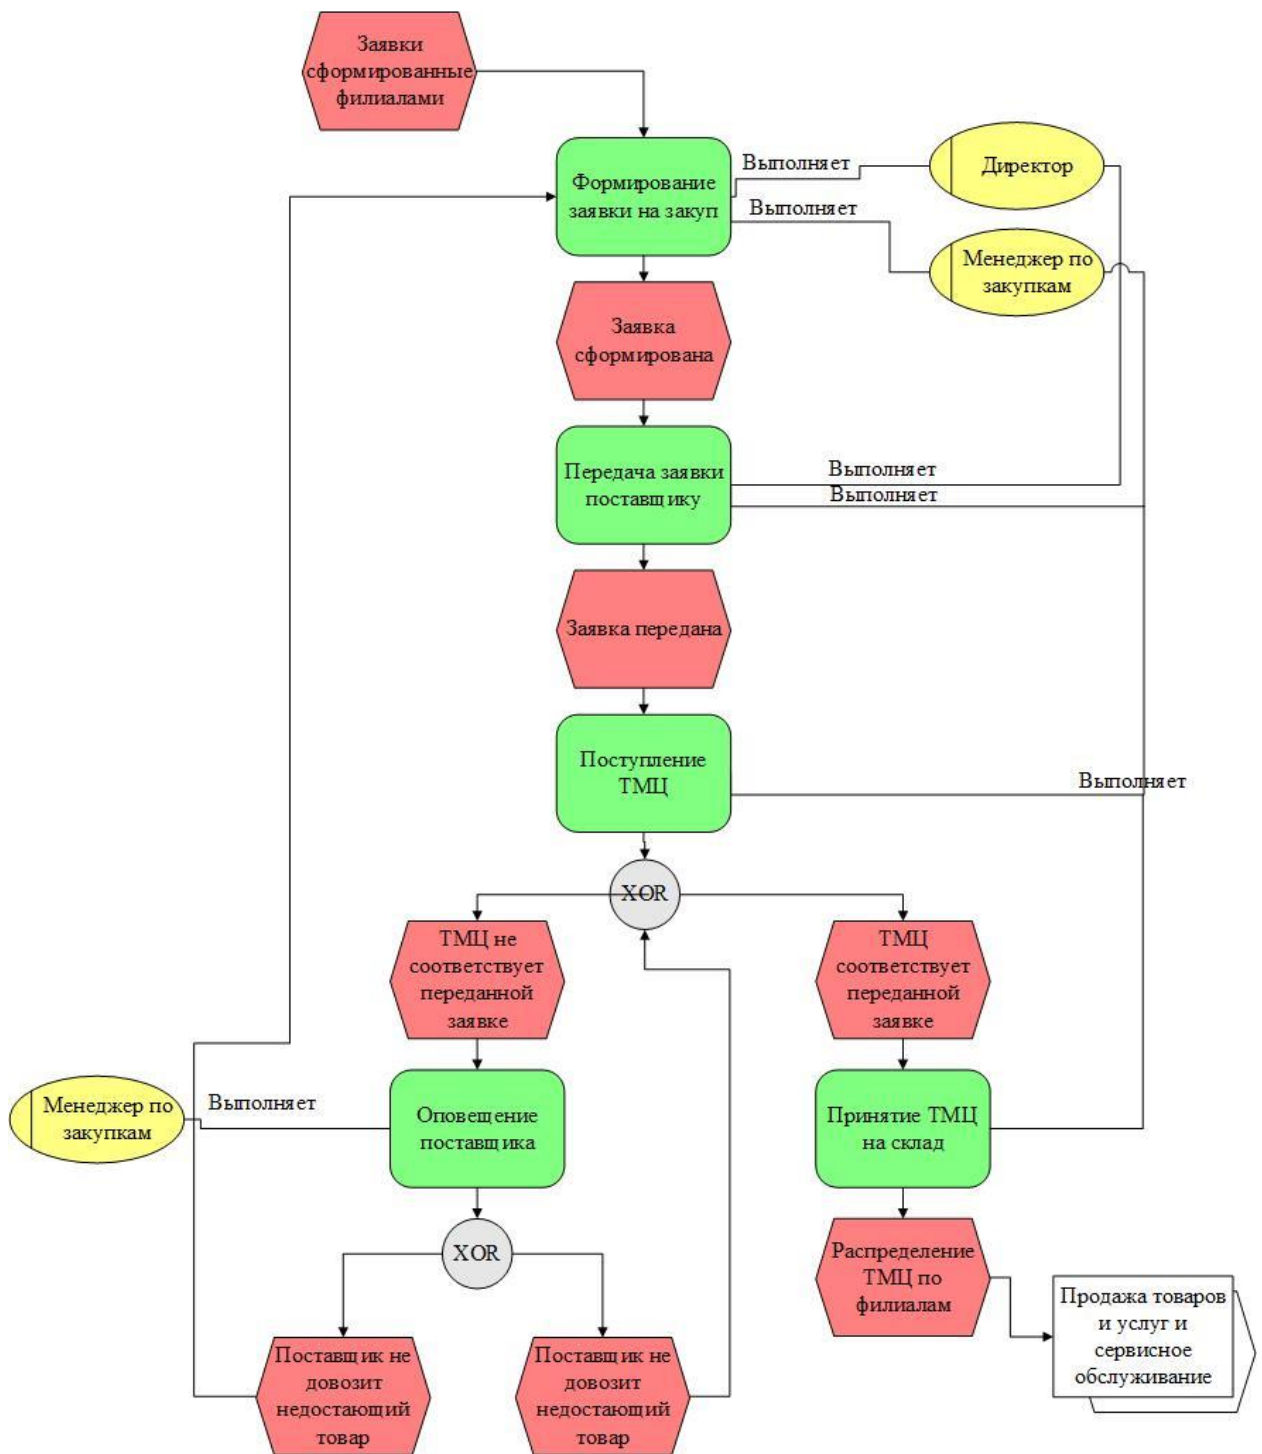 Заявки
сформированные
филиалами
Формирование
заявки на закуп
Выполняет
Директор
Выполняет
Менеджер по
закупкам
Заявка
сформирована
Передача заявки
поставщику
Выполняет
Выполняет
Заявка передана
Поступление
ТМЦ
Выполняет
XOR
ТМЦ не
соответствует
переданной
заявке
ТМЦ
соответствует
переданной
заявке
Менеджер по
закупкам
Выполняет
Оповещение
поставщика
Принятие ТМЦ
на склад
XOR
Распределение
ТМЦ по
филиалам
Продажа товаров
и услуг и
сервисное
обслуживание
Поставщик не
довозит
недостающий
товар
Поставщик не
довозит
недостающий
товар